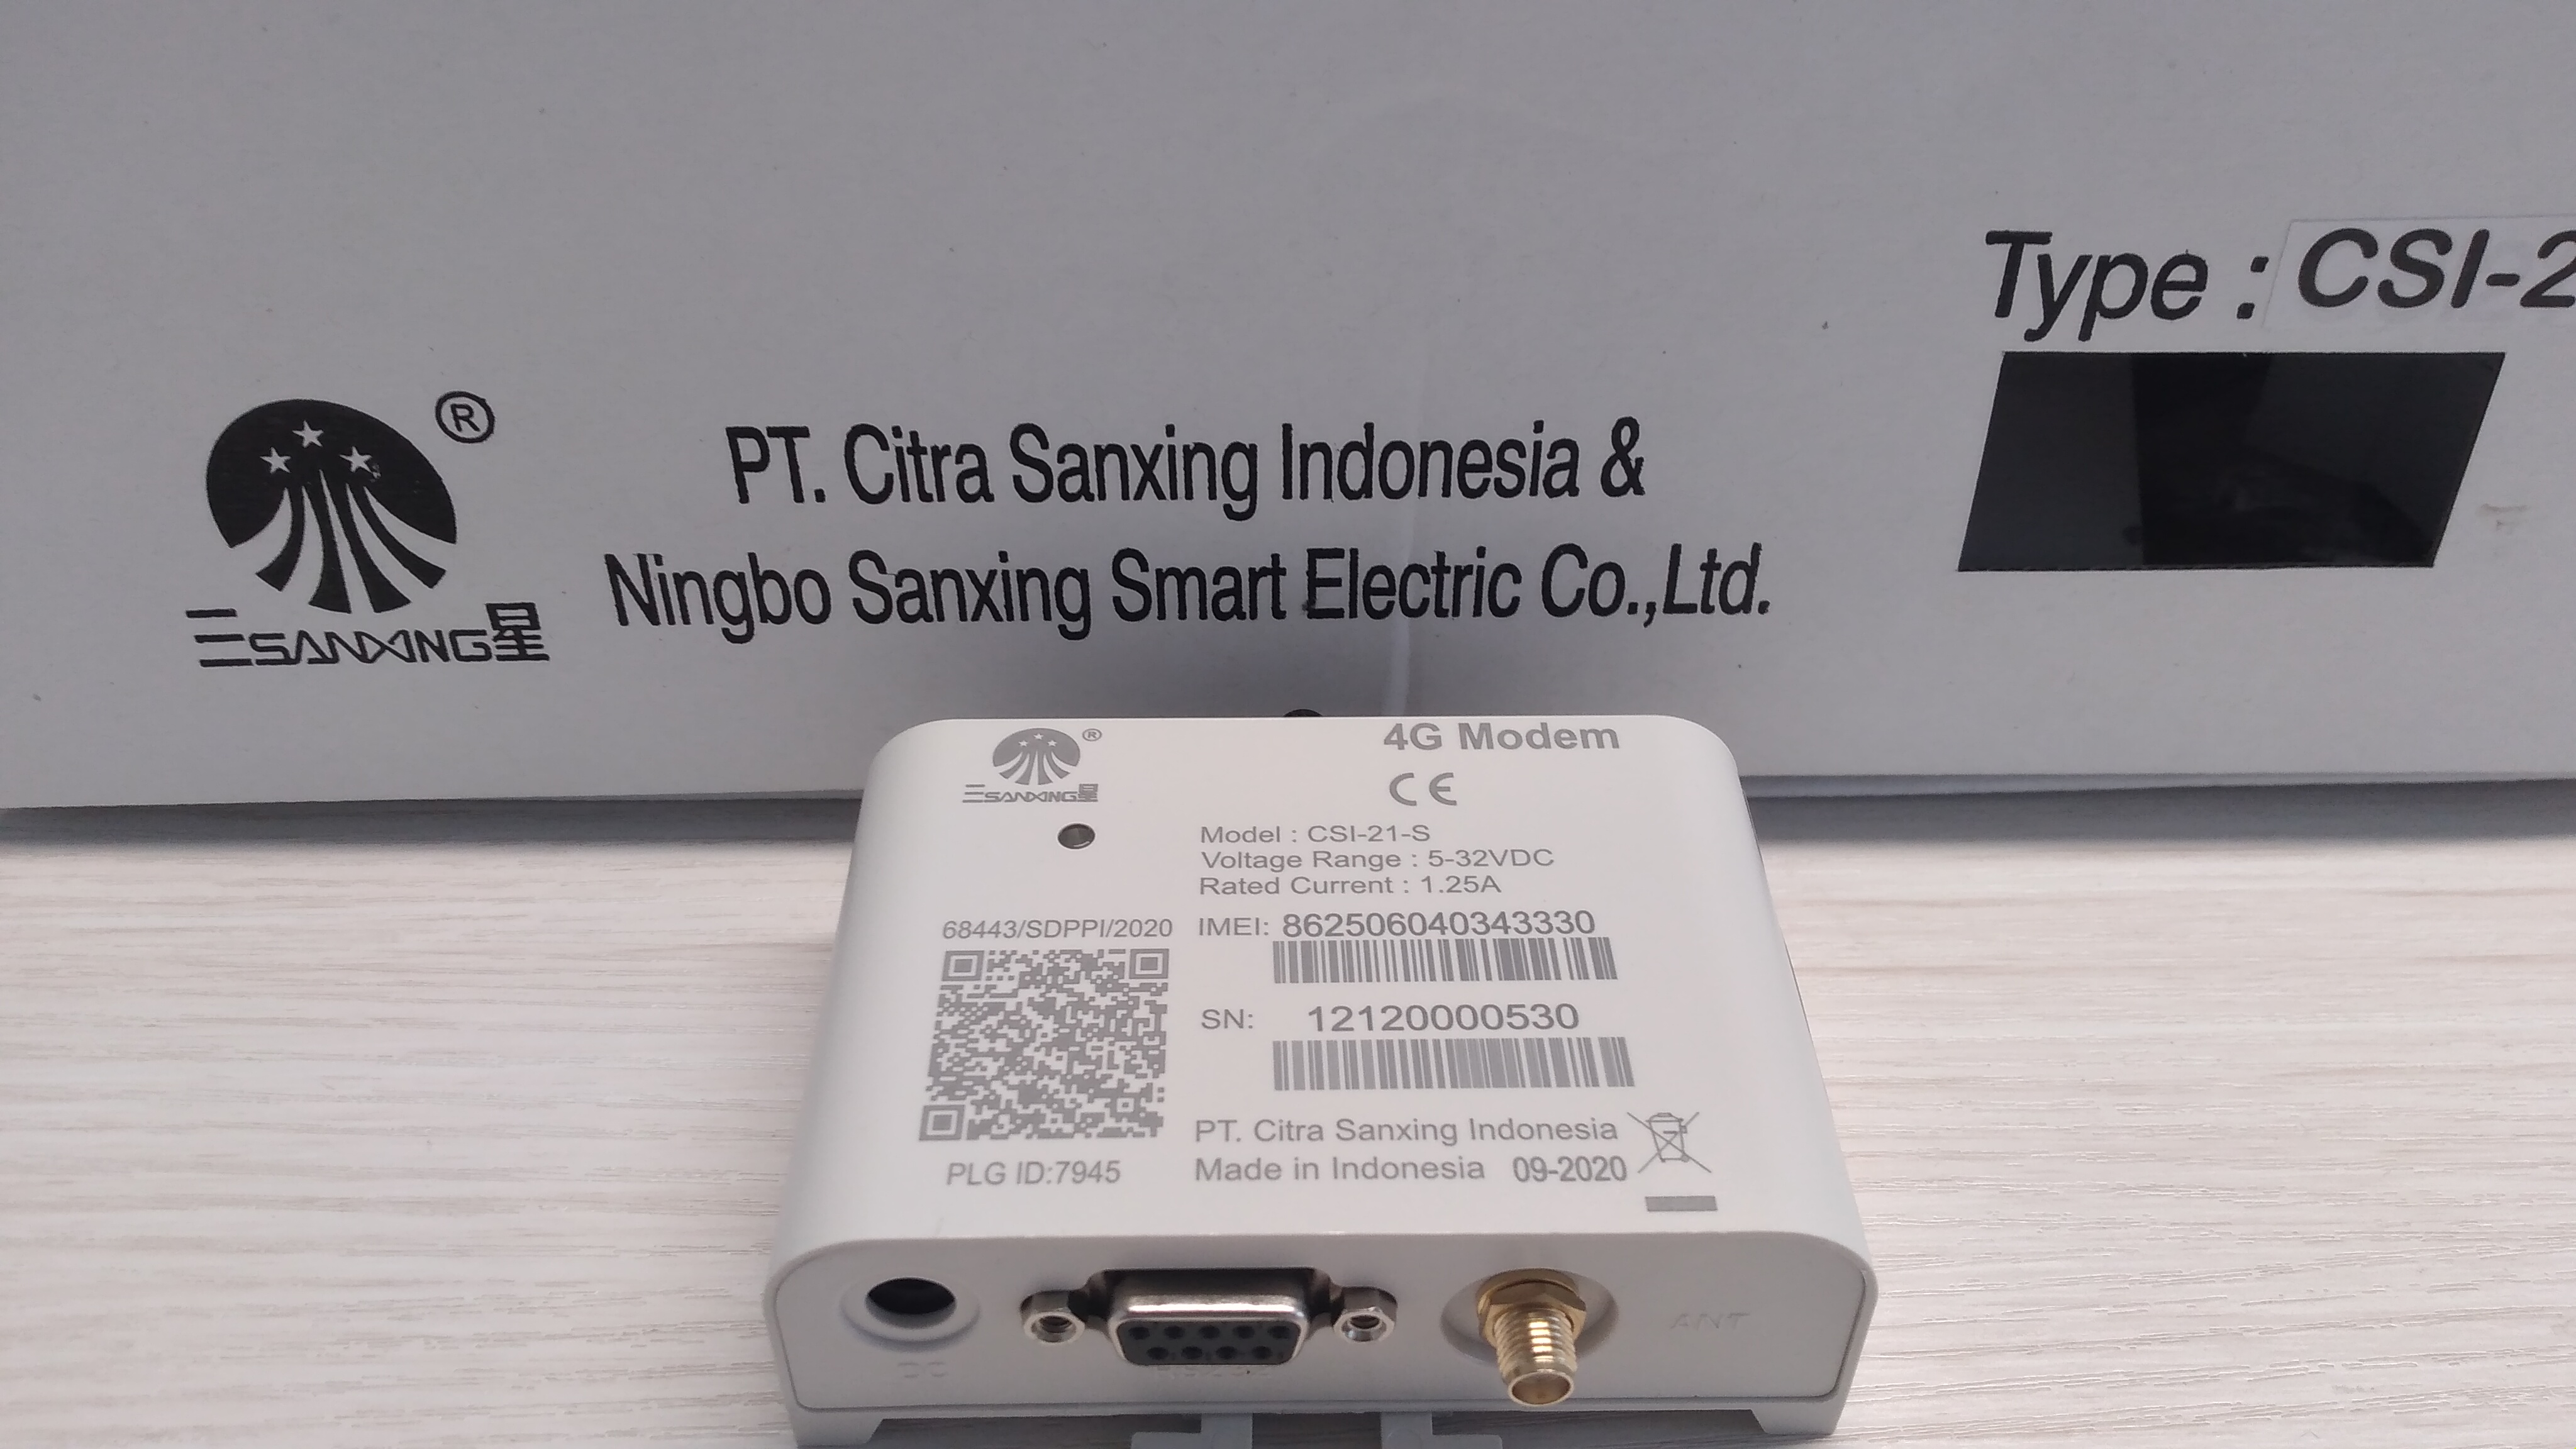 Type : CSI-2
®
PT. Citra Sanxing Indonesia &
Ningbo Sanxing Smart Electric Co.,Ltd.
三SANXING星
®
三SANXING星
4G Modem
CE
Model : CSI-21-S
Voltage Range : 5-32VDC
Rated Current : 1.25A
68443/SDPPI/2020
IMEI: 862506040343330
SN: 12120000530
PT. Citra Sanxing Indonesia
Made in Indonesia 09-2020
PLG ID:7945
DC
ANT